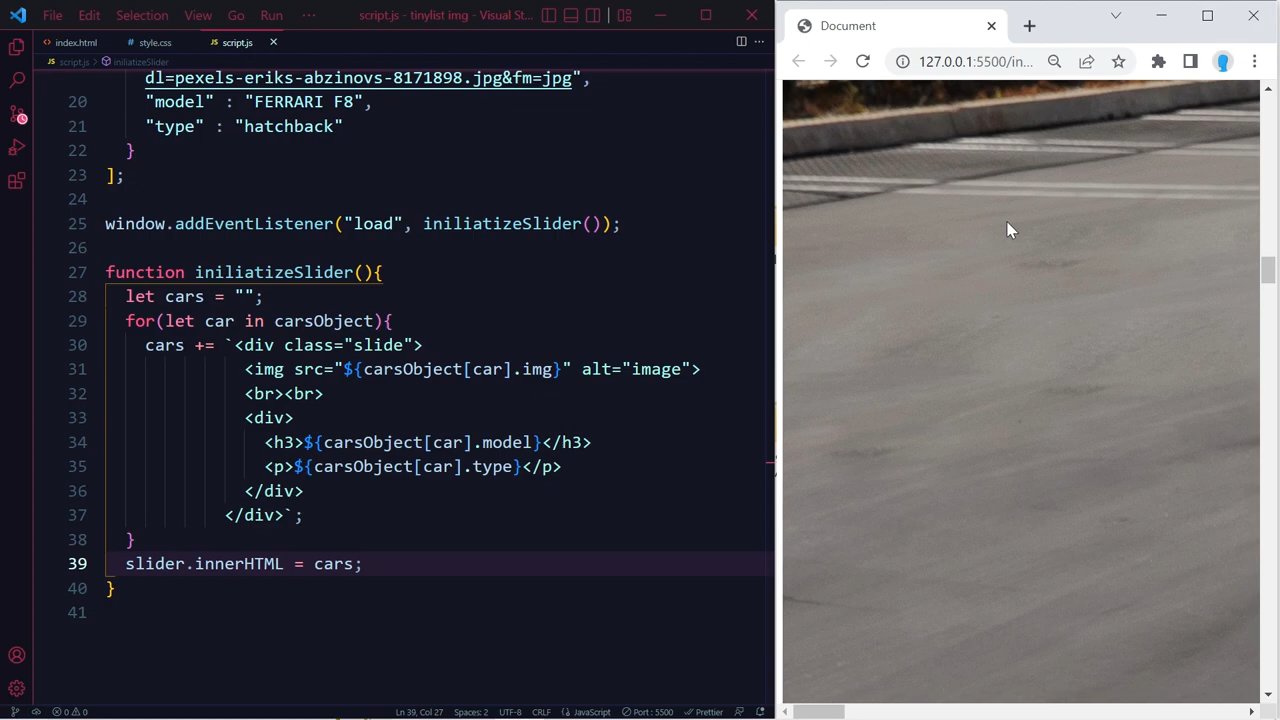 File Edit Selection View Go Run ··· script.js - tinylist img - Visual St...
index.html style.css script.js
script.js > iniliatizeSlider
dl=pexels-eriks-abzinovs-8171898.jpg&fm=jpg",
20 "model" : "FERRARI F8",
21 "type" : "hatchback"
22 }
23 ];
24
25 window.addEventListener("load", iniliatizeSlider());
26
27 function iniliatizeSlider(){
28 let cars = "";
29 for(let car in carsObject){
30 cars += `<div class="slide">
31 <img src="${carsObject[car].img}" alt="image">
32 <br><br>
33 <div>
34 <h3>${carsObject[car].model}</h3>
35 <p>${carsObject[car].type}</p>
36 </div>
37 </div>`;
38 }
39 slider.innerHTML = cars;
40 }
41
0 0 Ln 39, Col 27 Spaces: 2 UTF-8 CRLF {} JavaScript Port : 5500 Prettier
Document
127.0.0.1:5500/in...